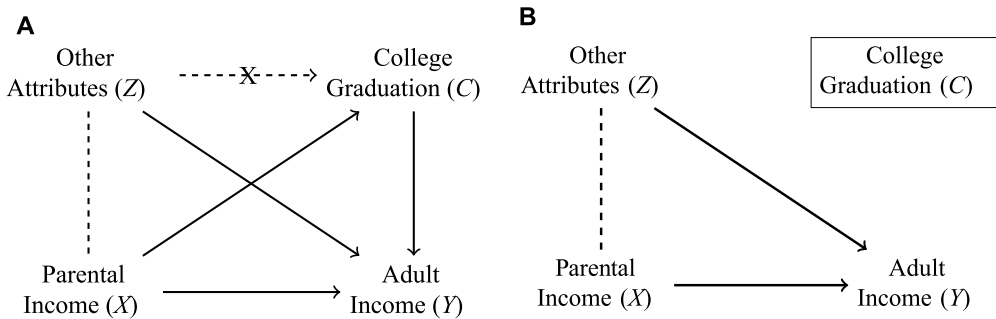 A
Other
Attributes (Z)
X
College
Graduation (C)
Parental
Income (X)
Adult
Income (Y)
B
Other
Attributes (Z)
College
Graduation (C)
Parental
Income (X)
Adult
Income (Y)